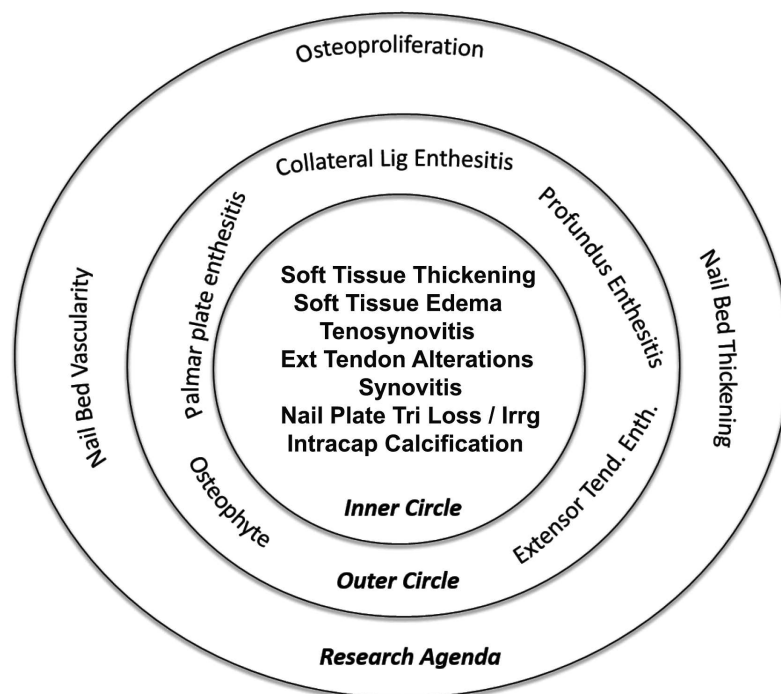 Osteoproliferation
Collateral Lig Enthesitis
Palmar plate enthesitis
Profundus Enthesitis
Nail Bed Vascularity
Nail Bed Thickening
Soft Tissue Thickening
Soft Tissue Edema
Tenosynovitis
Ext Tendon Alterations
Synovitis
Nail Plate Tri Loss / Irrg
Intracap Calcification
Osteophyte
Extensor Tend. Enth.
Inner Circle
Outer Circle
Research Agenda